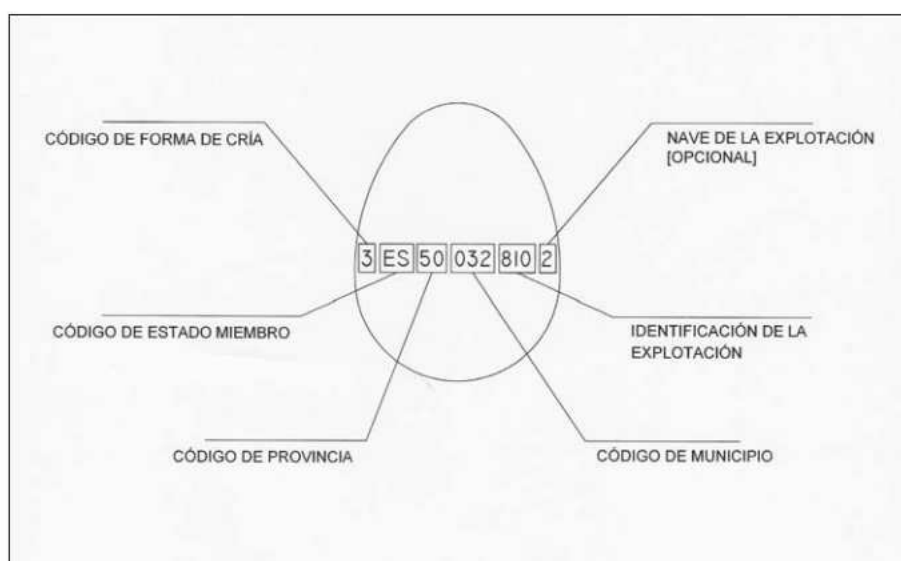 CÓDIGO DE FORMA DE CRÍA
NAVE DE LA EXPLOTACIÓN
[OPCIONAL]
3 ES 50 032 810 2
CÓDIGO DE ESTADO MIEMBRO
IDENTIFICACIÓN DE LA
EXPLOTACIÓN
CÓDIGO DE PROVINCIA
CÓDIGO DE MUNICIPIO